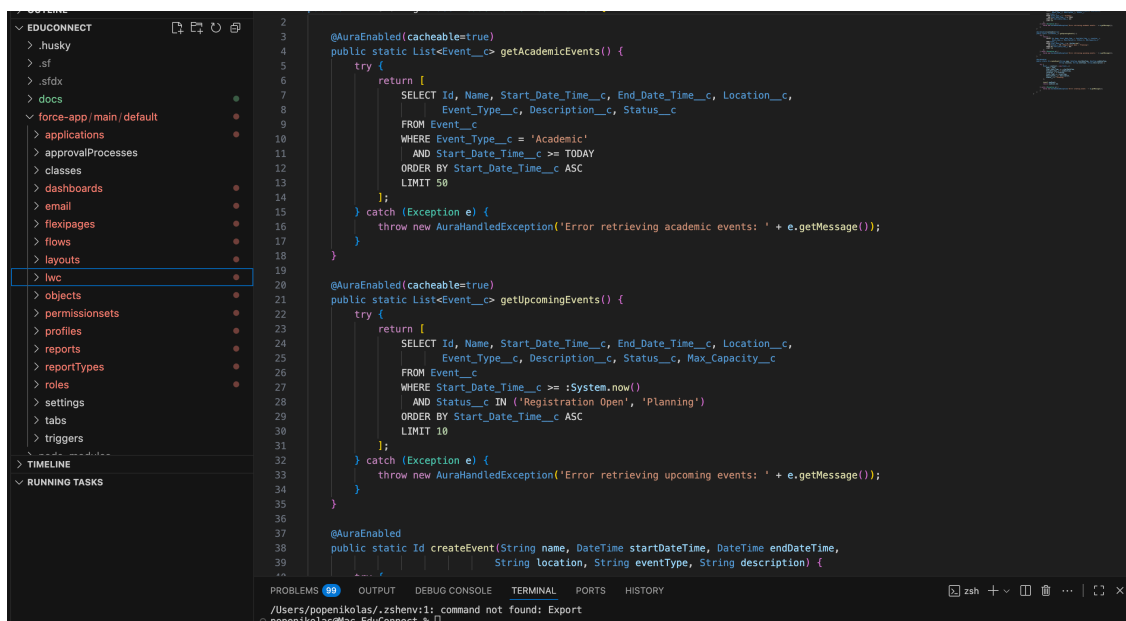 OUTLINE
EDUCONNECT
.husky
.sf
.sfdx
docs
force-app/main/default
applications
approvalProcesses
classes
dashboards
email
flexipages
flows
layouts
lwc
objects
permissionsets
profiles
reports
reportTypes
roles
settings
tabs
triggers
node_modules
TIMELINE
RUNNING TASKS
2
3 @AuraEnabled(cacheable=true)
4 public static List<Event__c> getAcademicEvents() {
5 try {
6 return [
7 SELECT Id, Name, Start_Date_Time__c, End_Date_Time__c, Location__c,
8 Event_Type__c, Description__c, Status__c
9 FROM Event__c
10 WHERE Event_Type__c = 'Academic'
11 AND Start_Date_Time__c >= TODAY
12 ORDER BY Start_Date_Time__c ASC
13 LIMIT 50
14 ];
15 } catch (Exception e) {
16 throw new AuraHandledException('Error retrieving academic events: ' + e.getMessage());
17 }
18 }
19
20 @AuraEnabled(cacheable=true)
21 public static List<Event__c> getUpcomingEvents() {
22 try {
23 return [
24 SELECT Id, Name, Start_Date_Time__c, End_Date_Time__c, Location__c,
25 Event_Type__c, Description__c, Status__c, Max_Capacity__c
26 FROM Event__c
27 WHERE Start_Date_Time__c >= :System.now()
28 AND Status__c IN ('Registration Open', 'Planning')
29 ORDER BY Start_Date_Time__c ASC
30 LIMIT 10
31 ];
32 } catch (Exception e) {
33 throw new AuraHandledException('Error retrieving upcoming events: ' + e.getMessage());
34 }
35 }
36
37 @AuraEnabled
38 public static Id createEvent(String name, DateTime startDateTime, DateTime endDateTime,
39 String location, String eventType, String description) {
PROBLEMS 99 OUTPUT DEBUG CONSOLE TERMINAL PORTS HISTORY zsh
/Users/popenikolas/.zshenv:1: command not found: Export
popenikolas@Mac EduConnect %